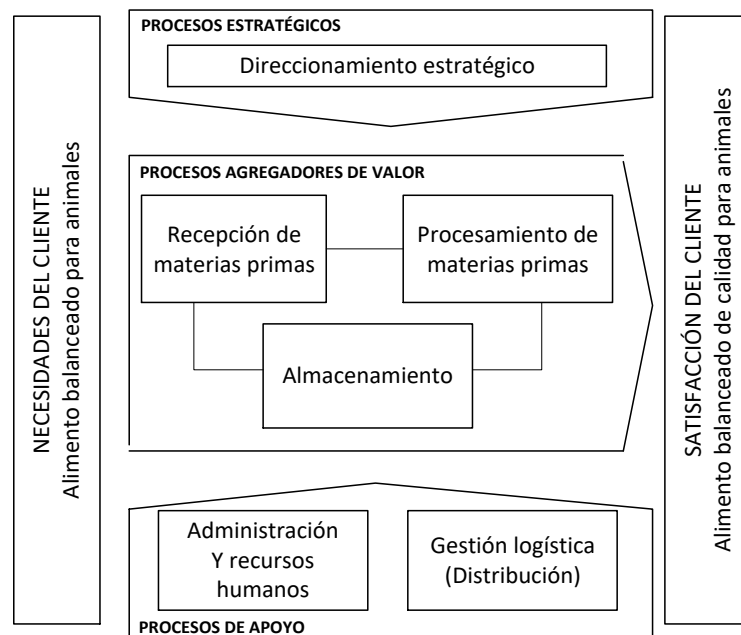 NECESIDADES DEL CLIENTE
Alimento balanceado para animales
PROCESOS ESTRATÉGICOS
Direccionamiento estratégico
PROCESOS AGREGADORES DE VALOR
Recepción de
materias primas
Procesamiento de
materias primas
Almacenamiento
Administración
Y recursos
humanos
Gestión logística
(Distribución)
PROCESOS DE APOYO
SATISFACCIÓN DEL CLIENTE
Alimento balanceado de calidad para animales